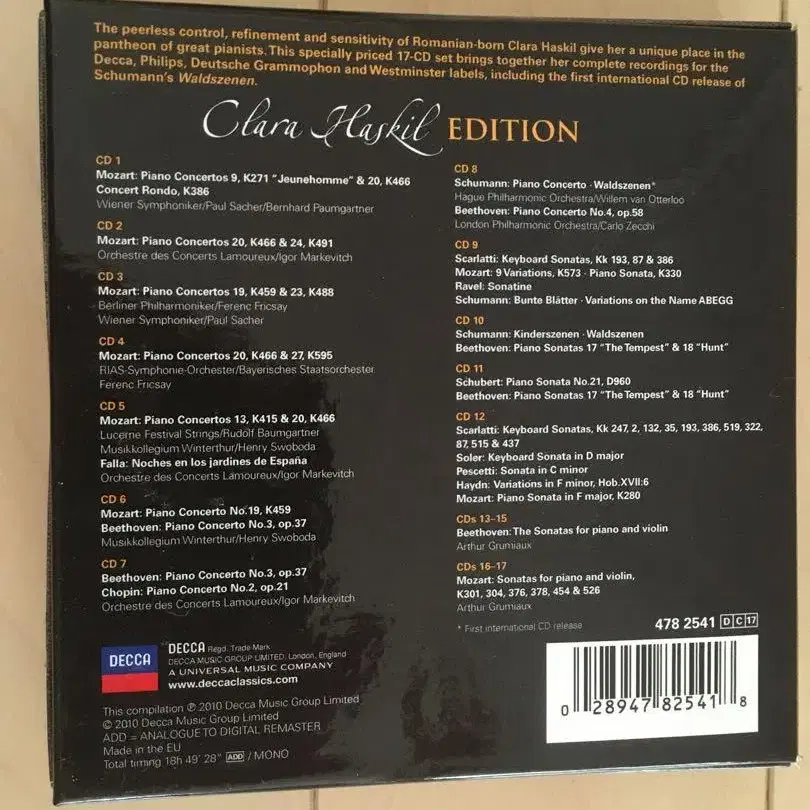 The peerless control, refinement and sensitivity of Romanian-born Clara Haskil give her a unique place in the
pantheon of great pianists. This specially priced 17-CD set brings together her complete recordings for the
Decca, Philips, Deutsche Grammophon and Westminster labels, including the first international CD release of
Schumann's Waldszenen.
Clara Haskil EDITION
CD 1
Mozart: Piano Concertos 9, K271 "Jeunehomme" & 20, K466
Concert Rondo, K386
Wiener Symphoniker/Paul Sacher/Bernhard Paumgartner
CD 2
Mozart: Piano Concertos 20, K466 & 24, K491
Orchestre des Concerts Lamoureux/Igor Markevitch
CD 3
Mozart: Piano Concertos 19, K459 & 23, K488
Berliner Philharmoniker/Ferenc Fricsay
Wiener Symphoniker/Paul Sacher
CD 4
Mozart: Piano Concertos 20, K466 & 27, K595
RIAS-Symphonie-Orchester/Bayerisches Staatsorchester
Ferenc Fricsay
CD 5
Mozart: Piano Concertos 13, K415 & 20, K466
Lucerne Festival Strings/Rudolf Baumgartner
Musikkollegium Winterthur/Henry Swoboda
Falla: Noches en los jardines de España
Orchestre des Concerts Lamoureux/Igor Markevitch
CD 6
Mozart: Piano Concerto No.19, K459
Beethoven: Piano Concerto No.3, op.37
Musikkollegium Winterthur/Henry Swoboda
CD 7
Beethoven: Piano Concerto No.3, op.37
Chopin: Piano Concerto No.2, op.21
Orchestre des Concerts Lamoureux/Igor Markevitch
CD 8
Schumann: Piano Concerto · Waldszenen*
Hague Philharmonic Orchestra/Willem van Otterloo
Beethoven: Piano Concerto No.4, op.58
London Philharmonic Orchestra/Carlo Zecchi
CD 9
Scarlatti: Keyboard Sonatas, Kk 193, 87 & 386
Mozart: 9 Variations, K573 · Piano Sonata, K330
Ravel: Sonatine
Schumann: Bunte Blätter · Variations on the Name ABEGG
CD 10
Schumann: Kinderszenen · Waldszenen
Beethoven: Piano Sonatas 17 "The Tempest" & 18 "Hunt"
CD 11
Schubert: Piano Sonata No.21, D960
Beethoven: Piano Sonatas 17 "The Tempest" & 18 "Hunt"
CD 12
Scarlatti: Keyboard Sonatas, Kk 247, 2, 132, 35, 193, 386, 519, 322,
87, 515 & 437
Soler: Keyboard Sonata in D major
Pescetti: Sonata in C minor
Haydn: Variations in F minor, Hob.XVII:6
Mozart: Piano Sonata in F major, K280
CDs 13–15
Beethoven: The Sonatas for piano and violin
Arthur Grumiaux
CDs 16–17
Mozart: Sonatas for piano and violin,
K301, 304, 376, 378, 454 & 526
Arthur Grumiaux
* First international CD release
478 2541 D C 17
DECCA
DECCA Regd. Trade Mark
DECCA MUSIC GROUP LIMITED, London, England
A UNIVERSAL MUSIC COMPANY
www.deccaclassics.com
This compilation ℗ 2010 Decca Music Group Limited
© 2010 Decca Music Group Limited
ADD = ANALOGUE TO DIGITAL REMASTER
Made in the EU
Total timing 18h 49' 28" ADD / MONO
0 28947 82541 8